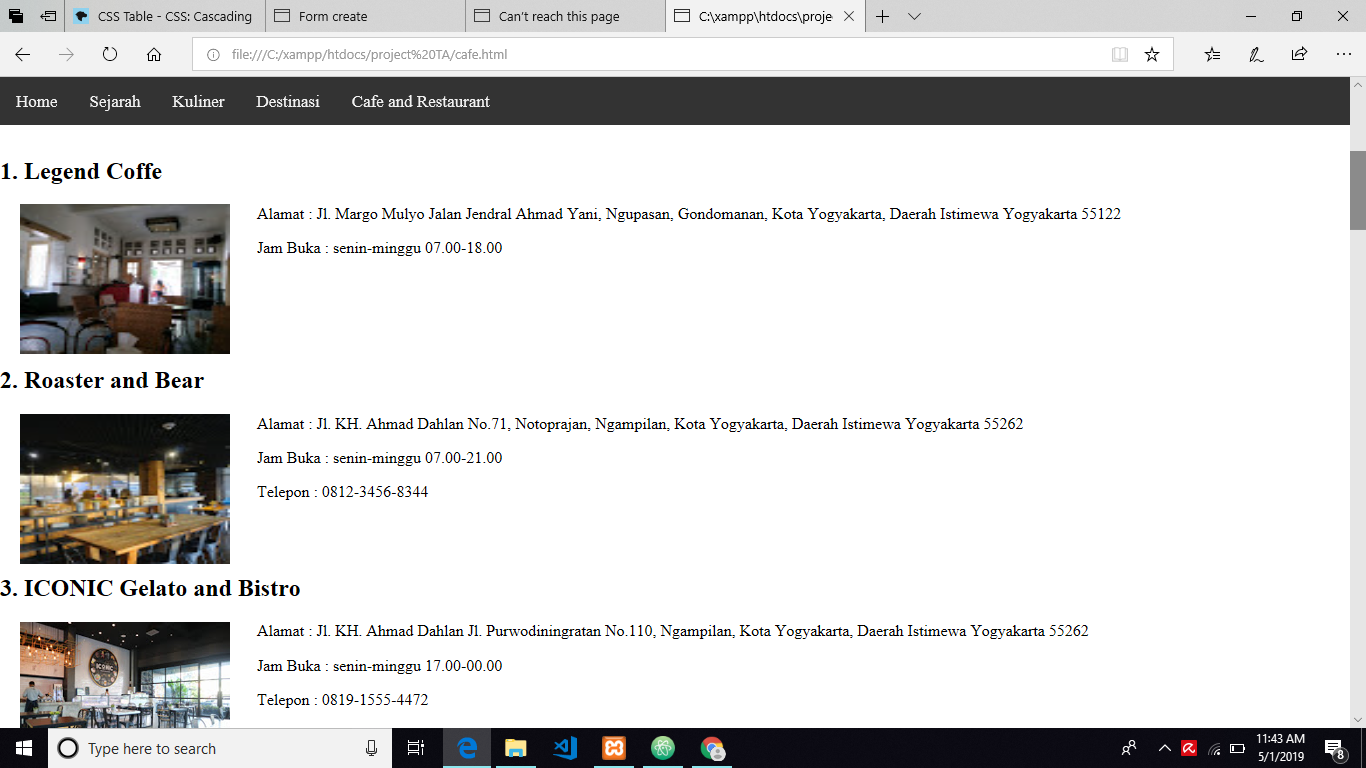 CSS Table - CSS: Cascading
Form create
Can't reach this page
C:\xampp\htdocs\proje
file:///C:/xampp/htdocs/project%20TA/cafe.html
Home Sejarah Kuliner Destinasi Cafe and Restaurant
1. Legend Coffe
Alamat : Jl. Margo Mulyo Jalan Jendral Ahmad Yani, Ngupasan, Gondomanan, Kota Yogyakarta, Daerah Istimewa Yogyakarta 55122
Jam Buka : senin-minggu 07.00-18.00
2. Roaster and Bear
Alamat : Jl. KH. Ahmad Dahlan No.71, Notoprajan, Ngampilan, Kota Yogyakarta, Daerah Istimewa Yogyakarta 55262
Jam Buka : senin-minggu 07.00-21.00
Telepon : 0812-3456-8344
3. ICONIC Gelato and Bistro
ICONIC
Alamat : Jl. KH. Ahmad Dahlan Jl. Purwodiningratan No.110, Ngampilan, Kota Yogyakarta, Daerah Istimewa Yogyakarta 55262
Jam Buka : senin-minggu 17.00-00.00
Telepon : 0819-1555-4472
Type here to search
11:43 AM
5/1/2019
8